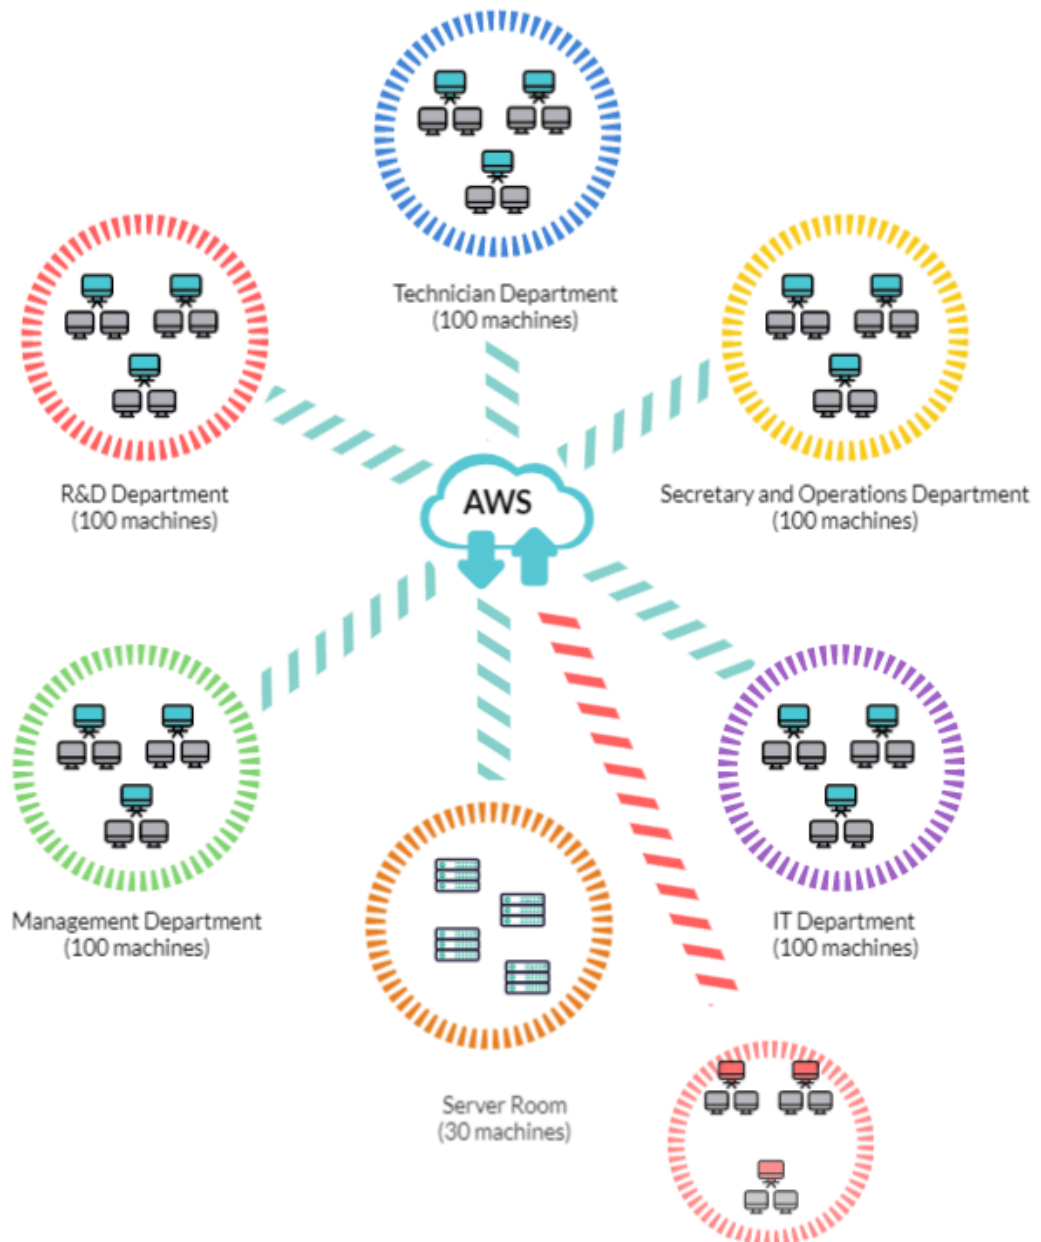 Technician Department
(100 machines)
R&D Department
(100 machines)
AWS
Secretary and Operations Department
(100 machines)
Management Department
(100 machines)
IT Department
(100 machines)
Server Room
(30 machines)